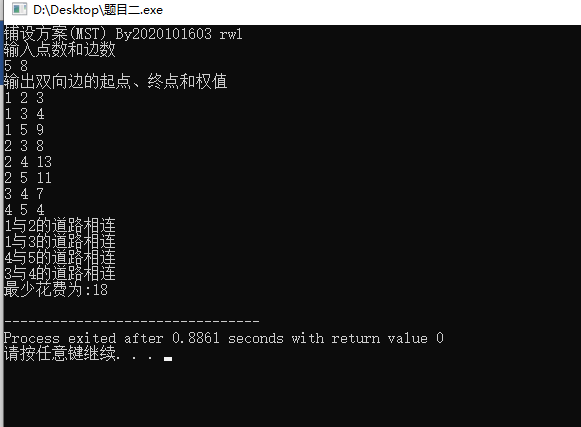 D:\Desktop\题目二.exe
铺设方案(MST) By2020101603 rwl
输入点数和边数
5 8
输出双向边的起点、终点和权值
1 2 3
1 3 4
1 5 9
2 3 8
2 4 13
2 5 11
3 4 7
4 5 4
1与2的道路相连
1与3的道路相连
4与5的道路相连
3与4的道路相连
最少花费为:18
--------------------------------
Process exited after 0.8861 seconds with return value 0
请按任意键继续. . .